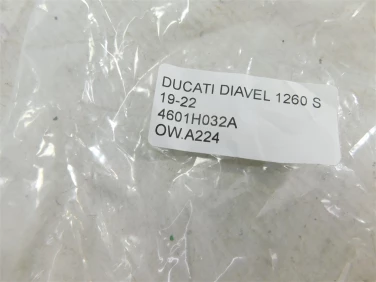 DUCATI DIAVEL 1260 S
19-22
4601H032A
OW.A224